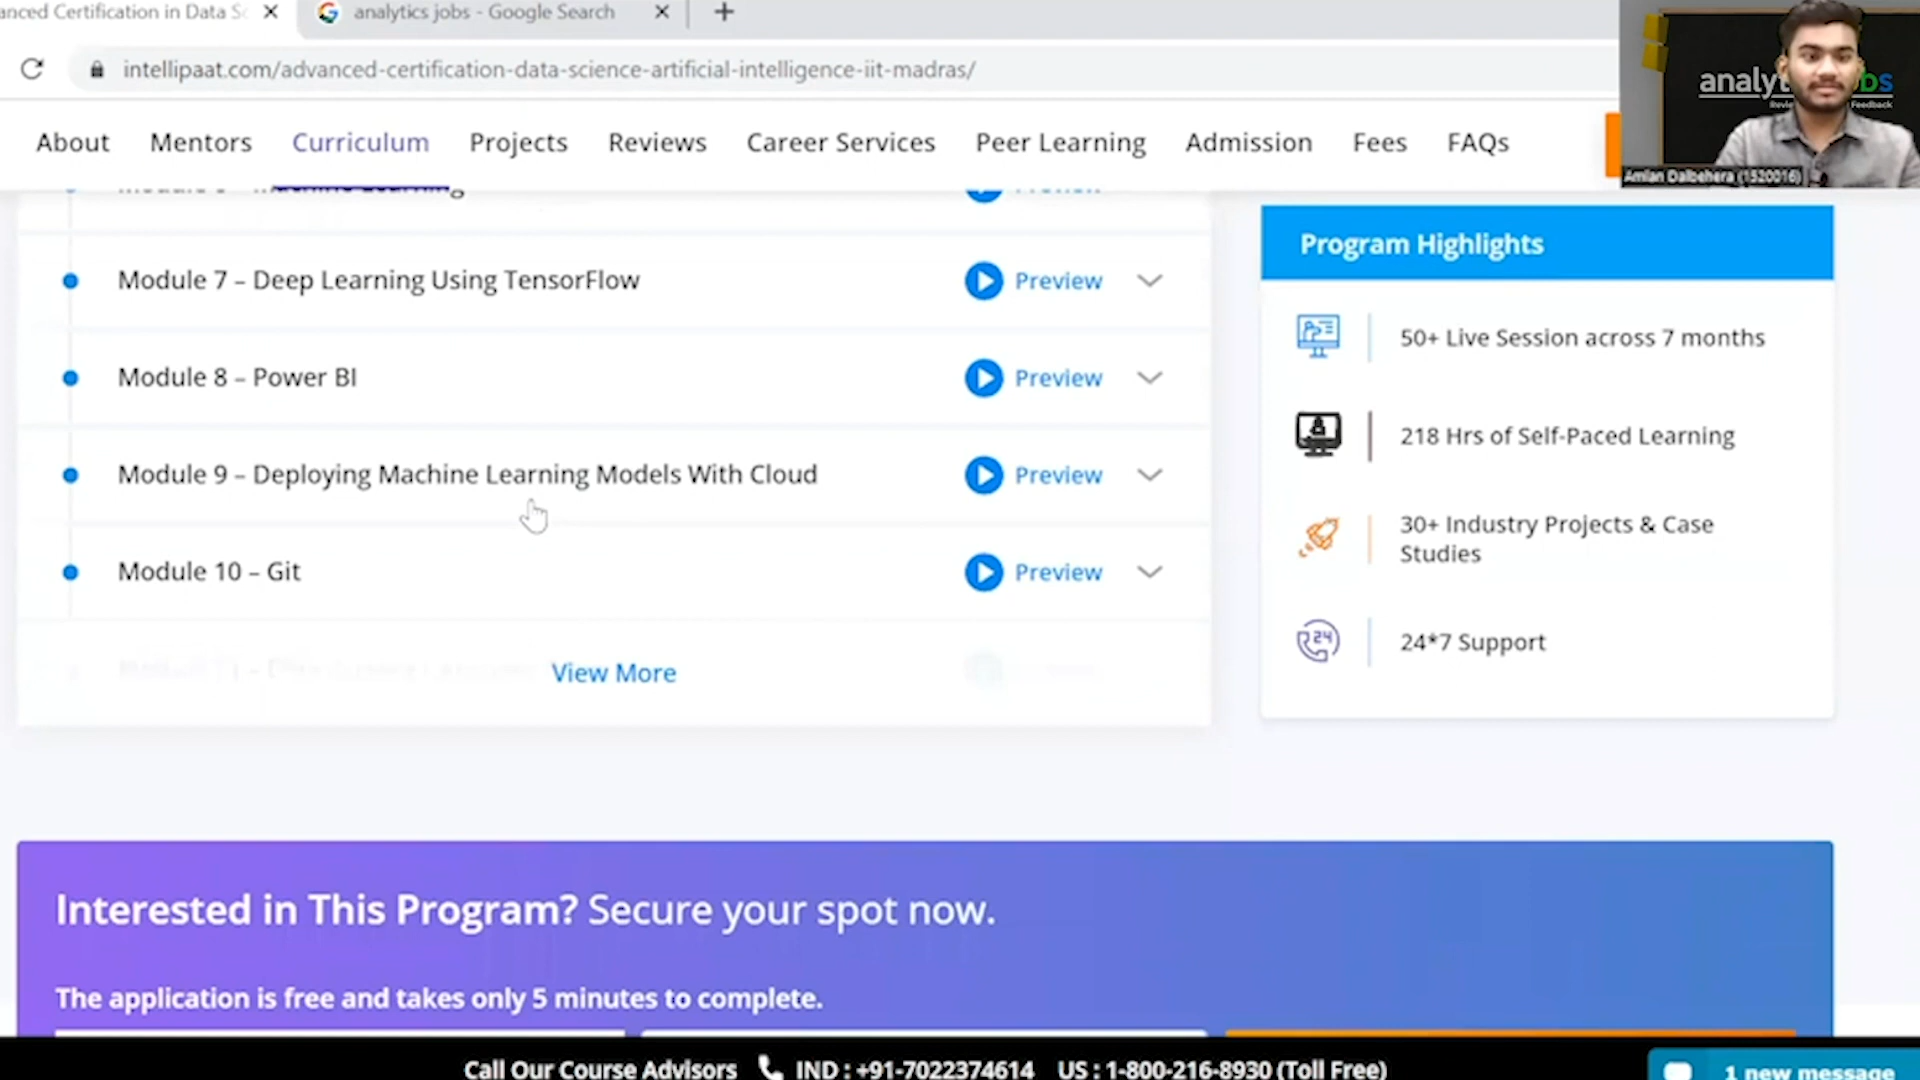 anced Certification in Data Sc
analytics jobs - Google Search
intellipaat.com/advanced-certification-data-science-artificial-intelligence-iit-madras/
About Mentors Curriculum Projects Reviews Career Services Peer Learning Admission Fees FAQs
Feedback
Amlan Dalbehera (1520016)
Module 7 – Deep Learning Using TensorFlow Preview
Module 8 – Power BI Preview
Module 9 – Deploying Machine Learning Models With Cloud Preview
Module 10 – Git Preview
View More
Program Highlights
50+ Live Session across 7 months
218 Hrs of Self-Paced Learning
30+ Industry Projects & Case
Studies
24*7 Support
Interested in This Program? Secure your spot now.
The application is free and takes only 5 minutes to complete.
Call Our Course Advisors IND : +91-7022374614 US : 1-800-216-8930 (Toll Free)
1 new message